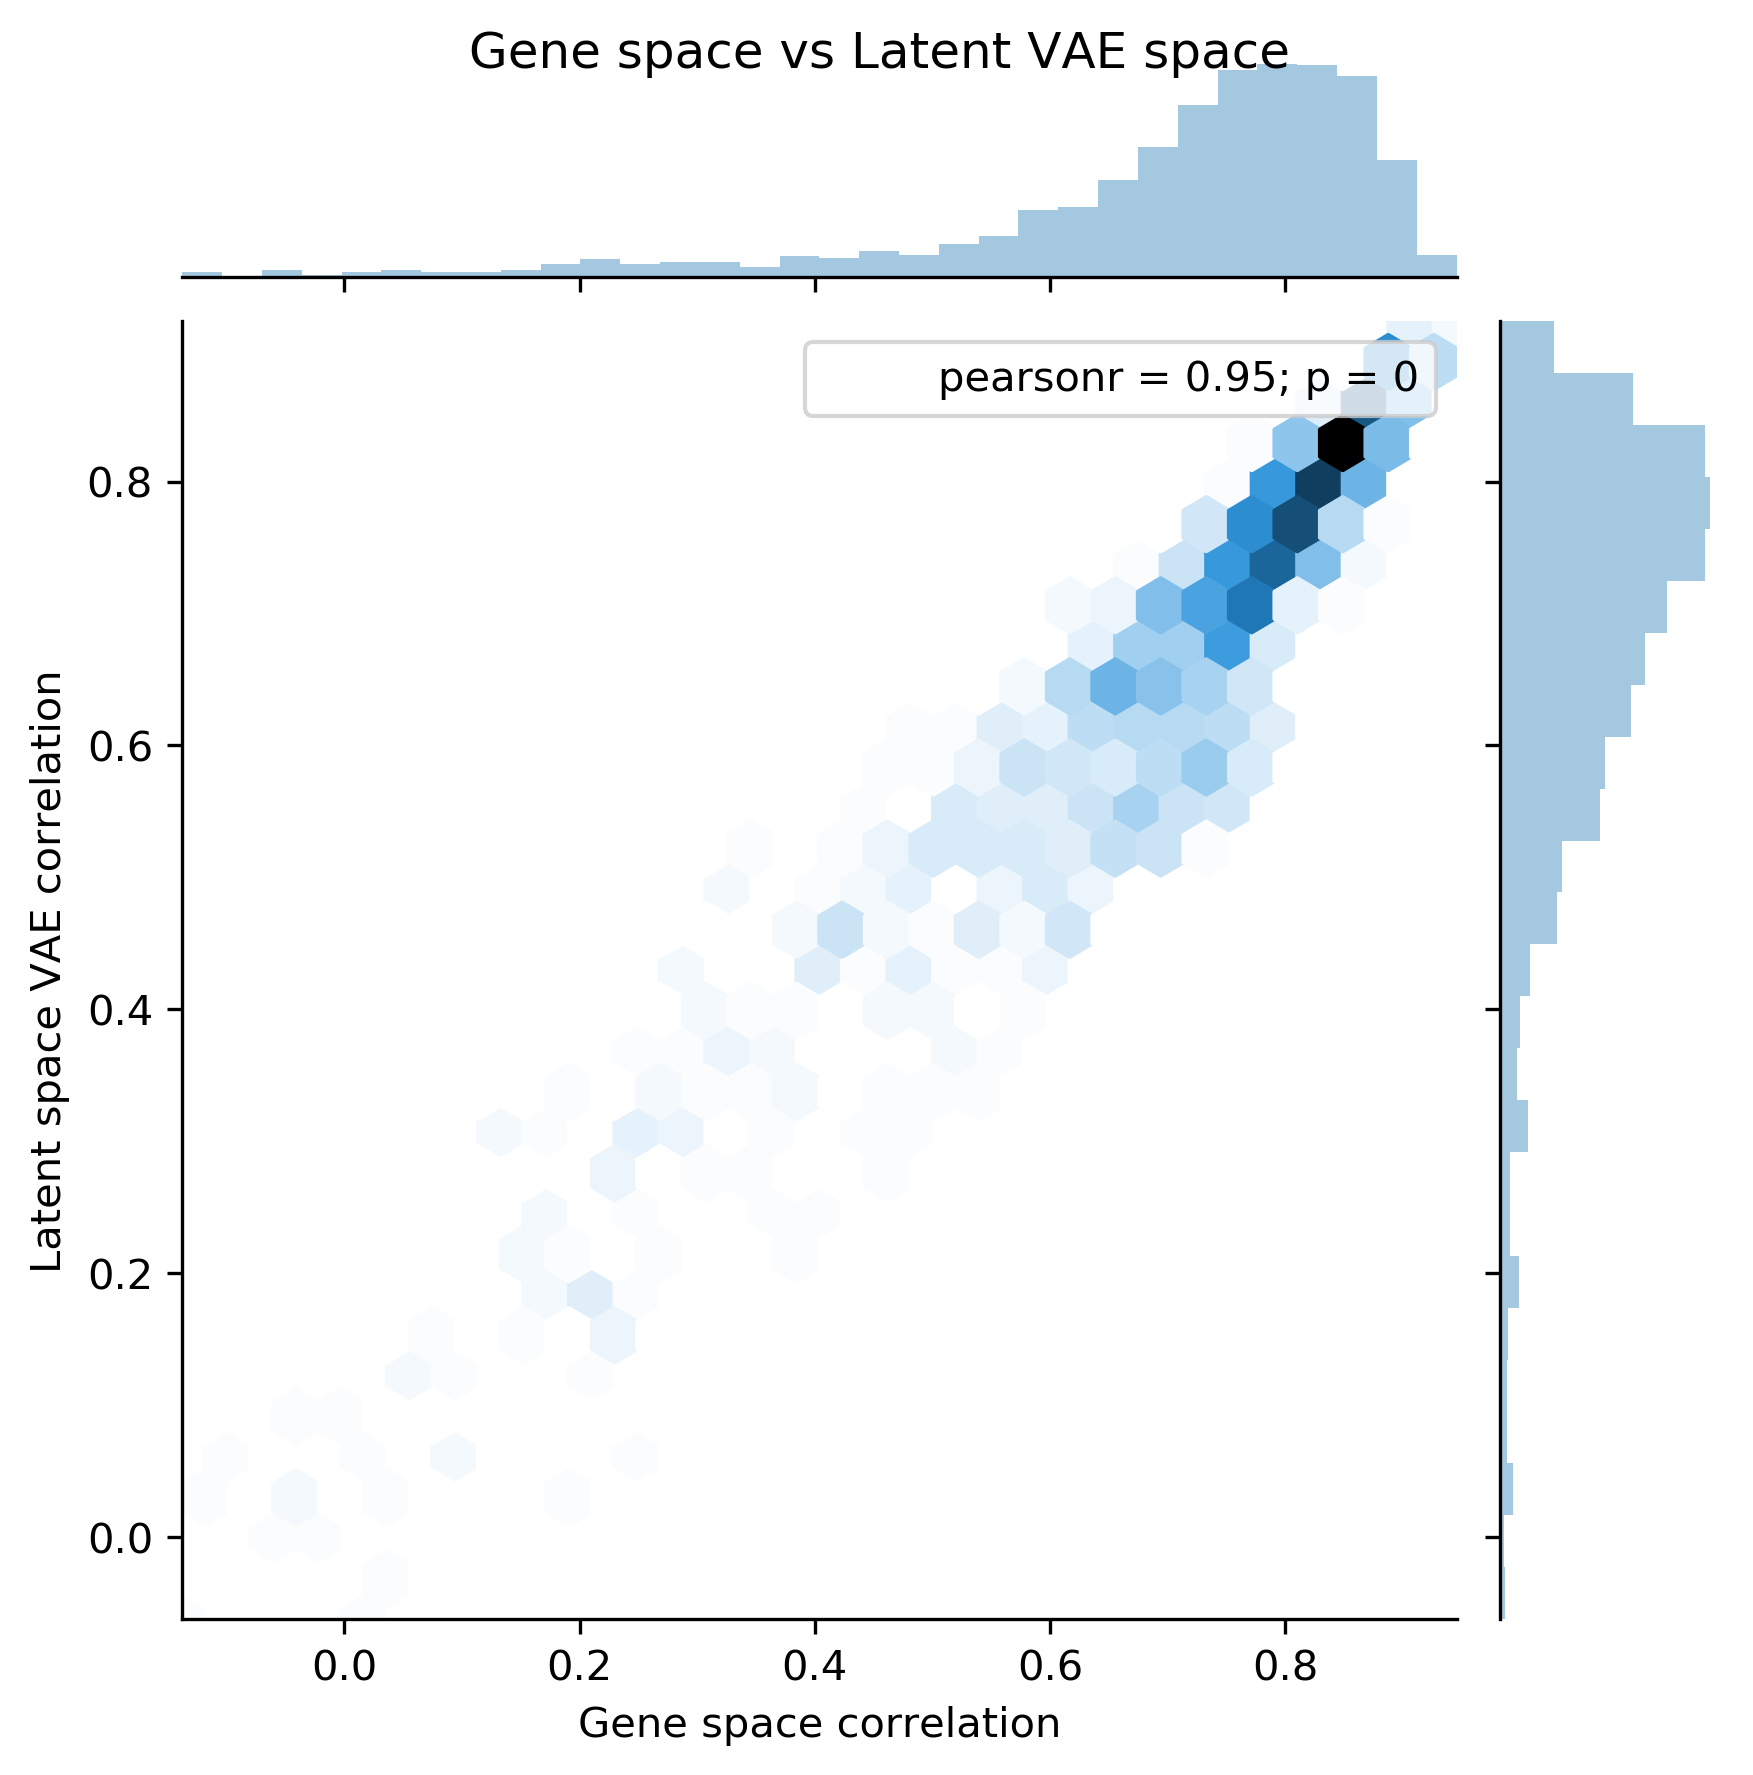 Gene space vs Latent VAE space
pearsonr = 0.95; p = 0
Latent space VAE correlation
0.8
0.6
0.4
0.2
0.0
0.0 0.2 0.4 0.6 0.8
Gene space correlation